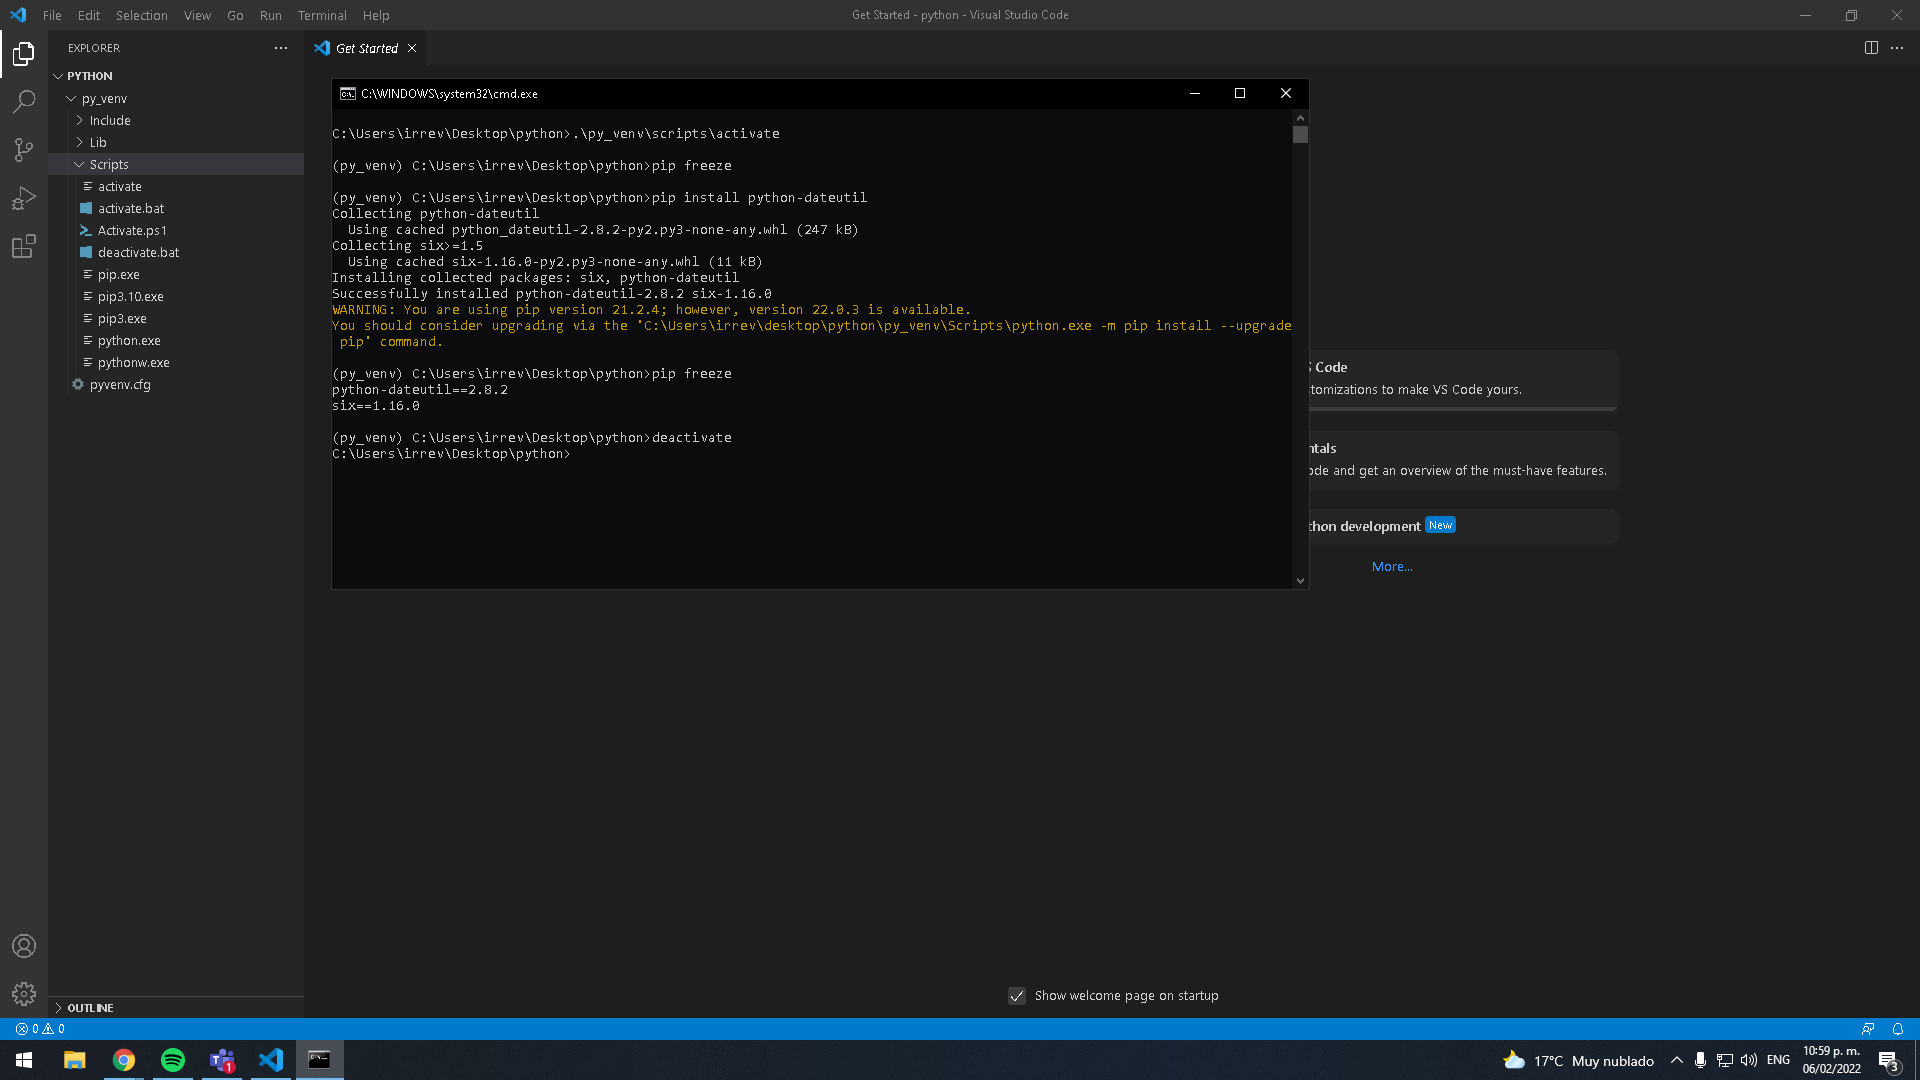 File Edit Selection View Go Run Terminal Help
Get Started - python - Visual Studio Code
EXPLORER
Get Started
PYTHON
py_venv
Include
Lib
Scripts
activate
activate.bat
Activate.ps1
deactivate.bat
pip.exe
pip3.10.exe
pip3.exe
python.exe
pythonw.exe
pyvenv.cfg
OUTLINE
C:\WINDOWS\system32\cmd.exe
C:\Users\irrev\Desktop\python>.\py_venv\scripts\activate
(py_venv) C:\Users\irrev\Desktop\python>pip freeze
(py_venv) C:\Users\irrev\Desktop\python>pip install python-dateutil
Collecting python-dateutil
Using cached python_dateutil-2.8.2-py2.py3-none-any.whl (247 kB)
Collecting six>=1.5
Using cached six-1.16.0-py2.py3-none-any.whl (11 kB)
Installing collected packages: six, python-dateutil
Successfully installed python-dateutil-2.8.2 six-1.16.0
WARNING: You are using pip version 21.2.4; however, version 22.0.3 is available.
You should consider upgrading via the 'C:\Users\irrev\desktop\python\py_venv\Scripts\python.exe -m pip install --upgrade
pip' command.
(py_venv) C:\Users\irrev\Desktop\python>pip freeze
python-dateutil==2.8.2
six==1.16.0
(py_venv) C:\Users\irrev\Desktop\python>deactivate
C:\Users\irrev\Desktop\python>
S Code
tomizations to make VS Code yours.
ntals
ode and get an overview of the must-have features.
thon development New
More...
Show welcome page on startup
0 0
1
17°C Muy nublado
ENG
10:59 p. m.
06/02/2022
3